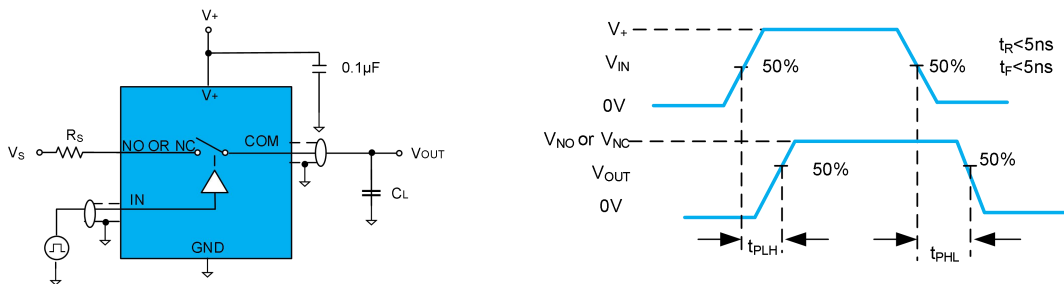 V+
0.1µF
V+
RS
VS
NO OR NC
COM
VOUT
IN
CL
GND
V+
VIN
50%
50%
tR<5ns
tF<5ns
0V
VNO or VNC
VOUT
50%
50%
0V
tPLH
tPHL